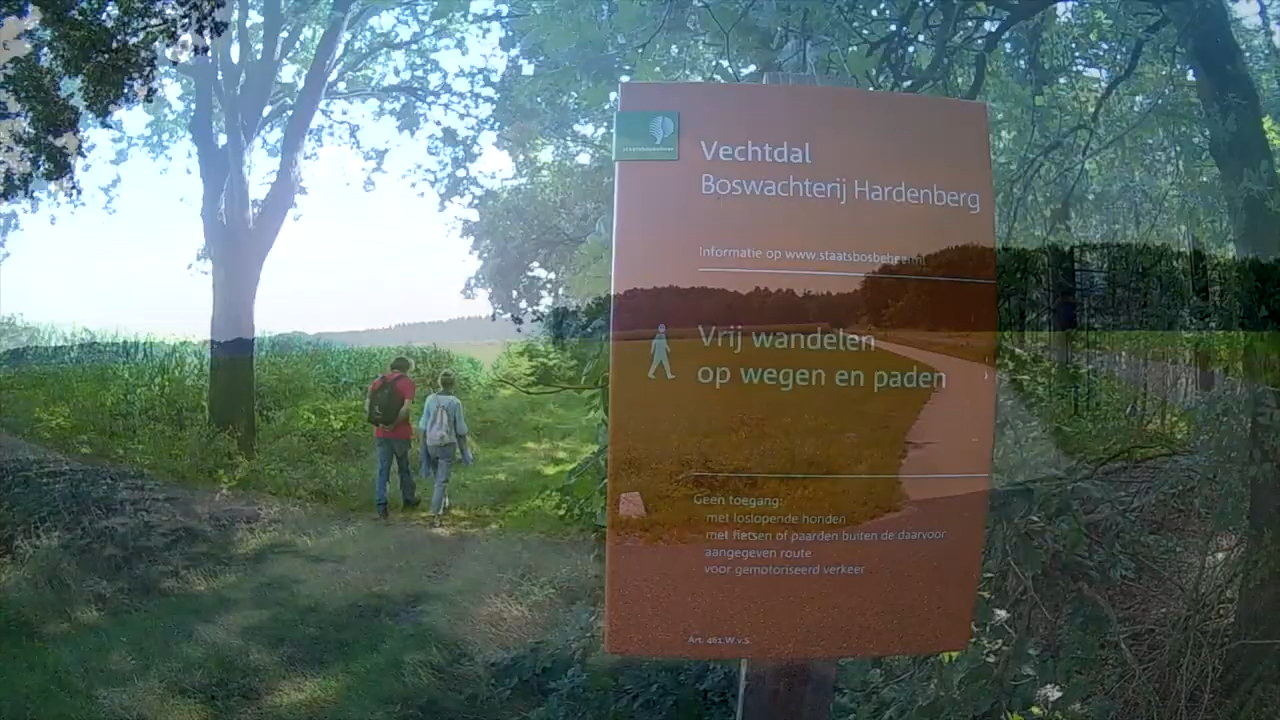 staatsbosbeheer
Vechtdal
Boswachterij Hardenberg
Informatie op www.staatsbosbeheer.nl
Vrij wandelen
op wegen en paden
Geen toegang:
met loslopende honden
met fietsen of paarden buiten de daarvoor
aangegeven route
voor gemotoriseerd verkeer
Art. 461 W.v.S.